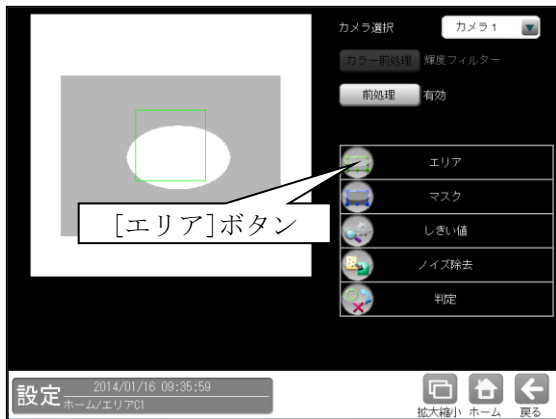 カメラ選択
カメラ1
カラー前処理
輝度フィルター
前処理
有効
エリア
マスク
[エリア]ボタン
しきい値
ノイズ除去
判定
設定
2014/01/16 09:35:59
ホーム/エリアC1
拡大縮小
ホーム
戻る